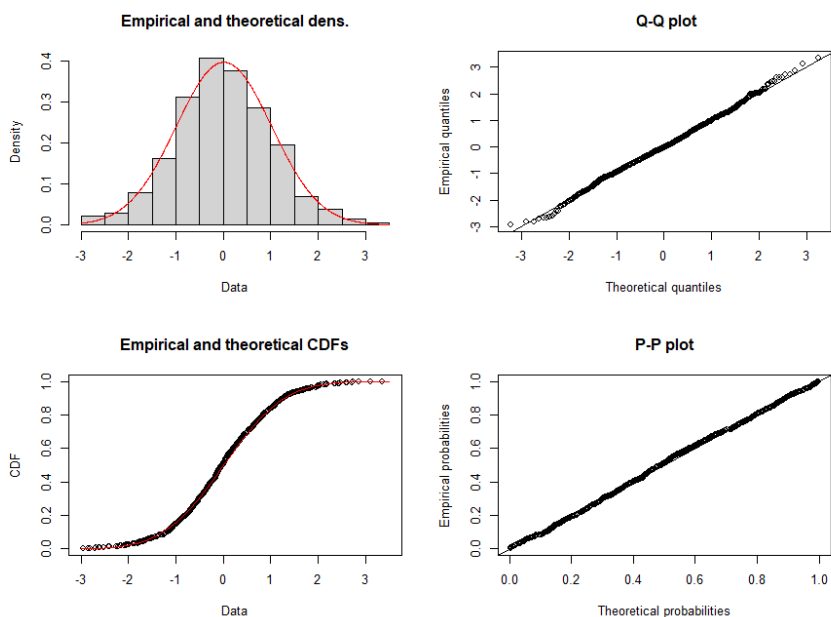 Empirical and theoretical dens.
Density
0.0 0.1 0.2 0.3 0.4
-3 -2 -1 0 1 2 3
Data
Q-Q plot
Empirical quantiles
-3 -2 -1 0 1 2 3
-3 -2 -1 0 1 2 3
Theoretical quantiles
Empirical and theoretical CDFs
CDF
0.0 0.2 0.4 0.6 0.8 1.0
-3 -2 -1 0 1 2 3
Data
P-P plot
Empirical probabilities
0.0 0.2 0.4 0.6 0.8 1.0
0.0 0.2 0.4 0.6 0.8 1.0
Theoretical probabilities